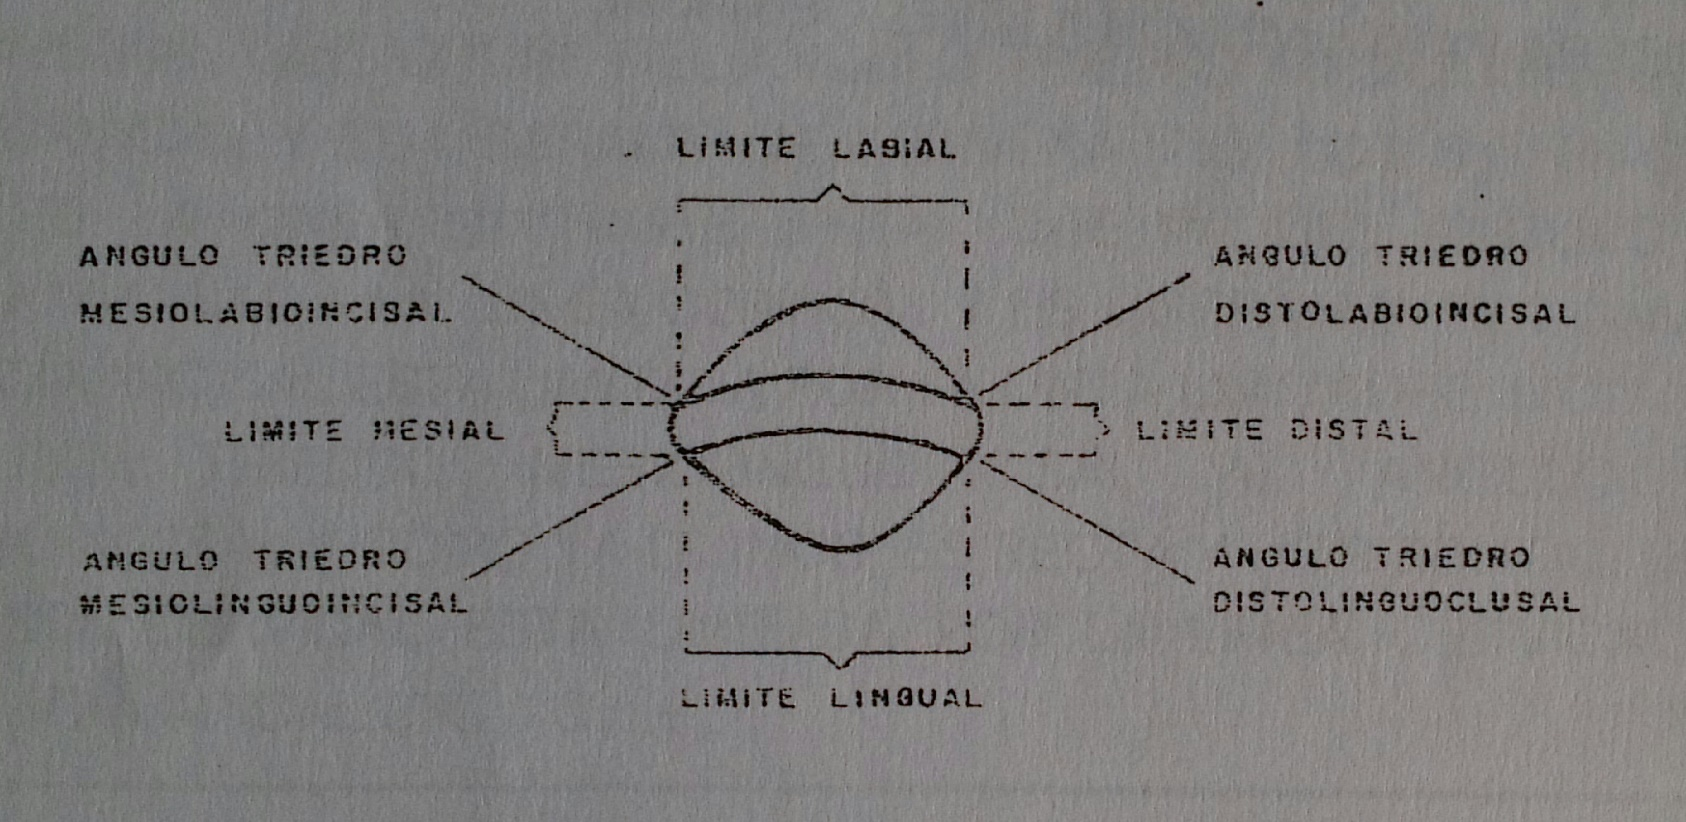 LIMITE LABIAL
ANGULO TRIEDRO
MESIOLABIOINCISAL
ANGULO TRIEDRO
DISTOLABIOINCISAL
LIMITE MESIAL
LIMITE DISTAL
ANGULO TRIEDRO
MESIOLINGUOINCISAL
ANGULO TRIEDRO
DISTOLINGUOCLUSAL
LIMITE LINGUAL